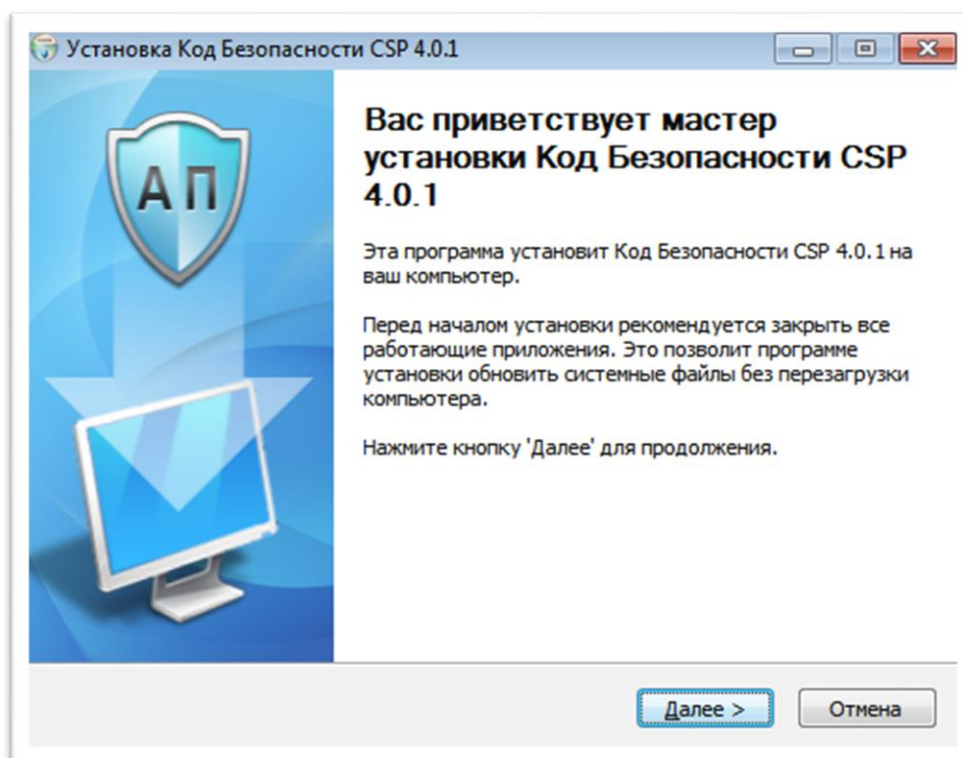 Установка Код Безопасности CSP 4.0.1
АП
Вас приветствует мастер
установки Код Безопасности CSP
4.0.1
Эта программа установит Код Безопасности CSP 4.0.1 на
ваш компьютер.
Перед началом установки рекомендуется закрыть все
работающие приложения. Это позволит программе
установки обновить системные файлы без перезагрузки
компьютера.
Нажмите кнопку 'Далее' для продолжения.
Далее >
Отмена